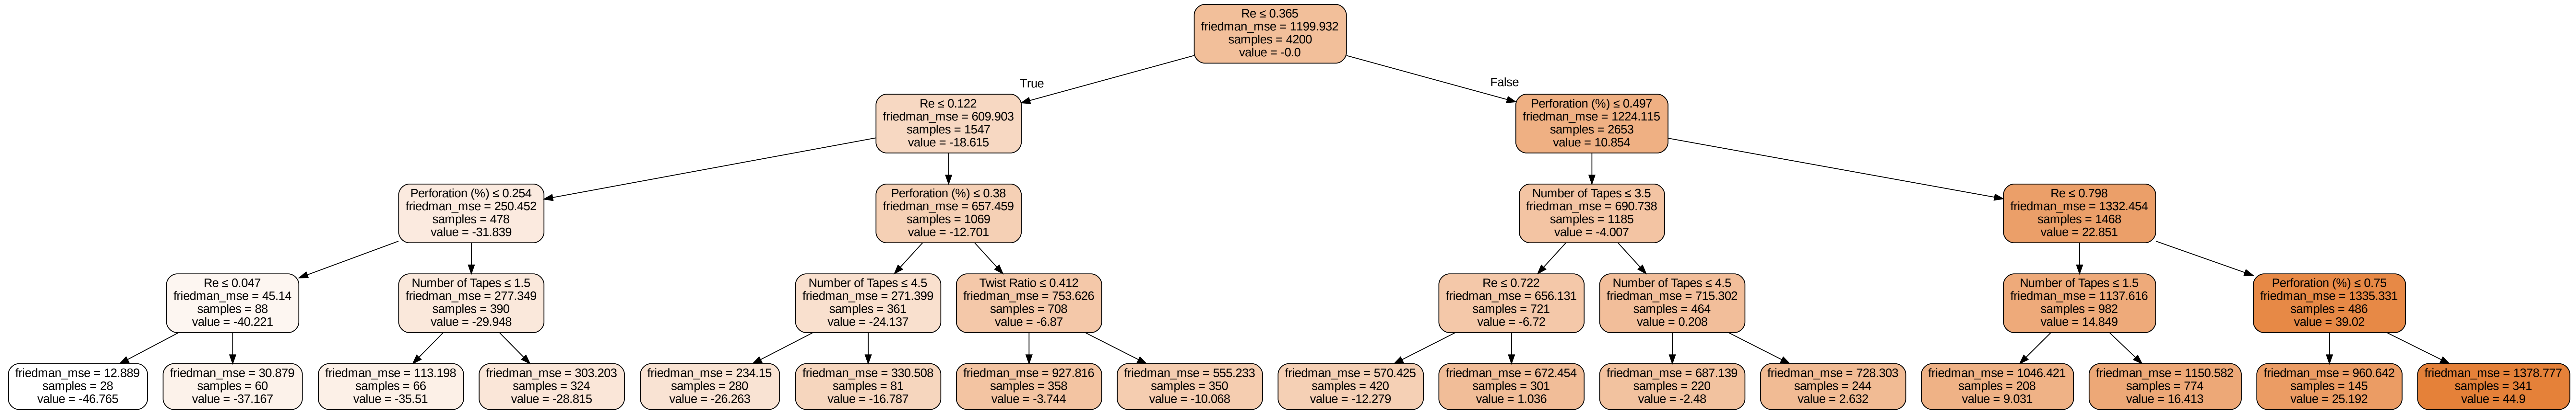 Re ≤ 0.365
friedman_mse = 1199.932
samples = 4200
value = -0.0
True
False
Re ≤ 0.122
friedman_mse = 609.903
samples = 1547
value = -18.615
Perforation (%) ≤ 0.497
friedman_mse = 1224.115
samples = 2653
value = 10.854
Perforation (%) ≤ 0.254
friedman_mse = 250.452
samples = 478
value = -31.839
Perforation (%) ≤ 0.38
friedman_mse = 657.459
samples = 1069
value = -12.701
Number of Tapes ≤ 3.5
friedman_mse = 690.738
samples = 1185
value = -4.007
Re ≤ 0.798
friedman_mse = 1332.454
samples = 1468
value = 22.851
Re ≤ 0.047
friedman_mse = 45.14
samples = 88
value = -40.221
Number of Tapes ≤ 1.5
friedman_mse = 277.349
samples = 390
value = -29.948
Number of Tapes ≤ 4.5
friedman_mse = 271.399
samples = 361
value = -24.137
Twist Ratio ≤ 0.412
friedman_mse = 753.626
samples = 708
value = -6.87
Re ≤ 0.722
friedman_mse = 656.131
samples = 721
value = -6.72
Number of Tapes ≤ 4.5
friedman_mse = 715.302
samples = 464
value = 0.208
Number of Tapes ≤ 1.5
friedman_mse = 1137.616
samples = 982
value = 14.849
Perforation (%) ≤ 0.75
friedman_mse = 1335.331
samples = 486
value = 39.02
friedman_mse = 12.889
samples = 28
value = -46.765
friedman_mse = 30.879
samples = 60
value = -37.167
friedman_mse = 113.198
samples = 66
value = -35.51
friedman_mse = 303.203
samples = 324
value = -28.815
friedman_mse = 234.15
samples = 280
value = -26.263
friedman_mse = 330.508
samples = 81
value = -16.787
friedman_mse = 927.816
samples = 358
value = -3.744
friedman_mse = 555.233
samples = 350
value = -10.068
friedman_mse = 570.425
samples = 420
value = -12.279
friedman_mse = 672.454
samples = 301
value = 1.036
friedman_mse = 687.139
samples = 220
value = -2.48
friedman_mse = 728.303
samples = 244
value = 2.632
friedman_mse = 1046.421
samples = 208
value = 9.031
friedman_mse = 1150.582
samples = 774
value = 16.413
friedman_mse = 960.642
samples = 145
value = 25.192
friedman_mse = 1378.777
samples = 341
value = 44.9